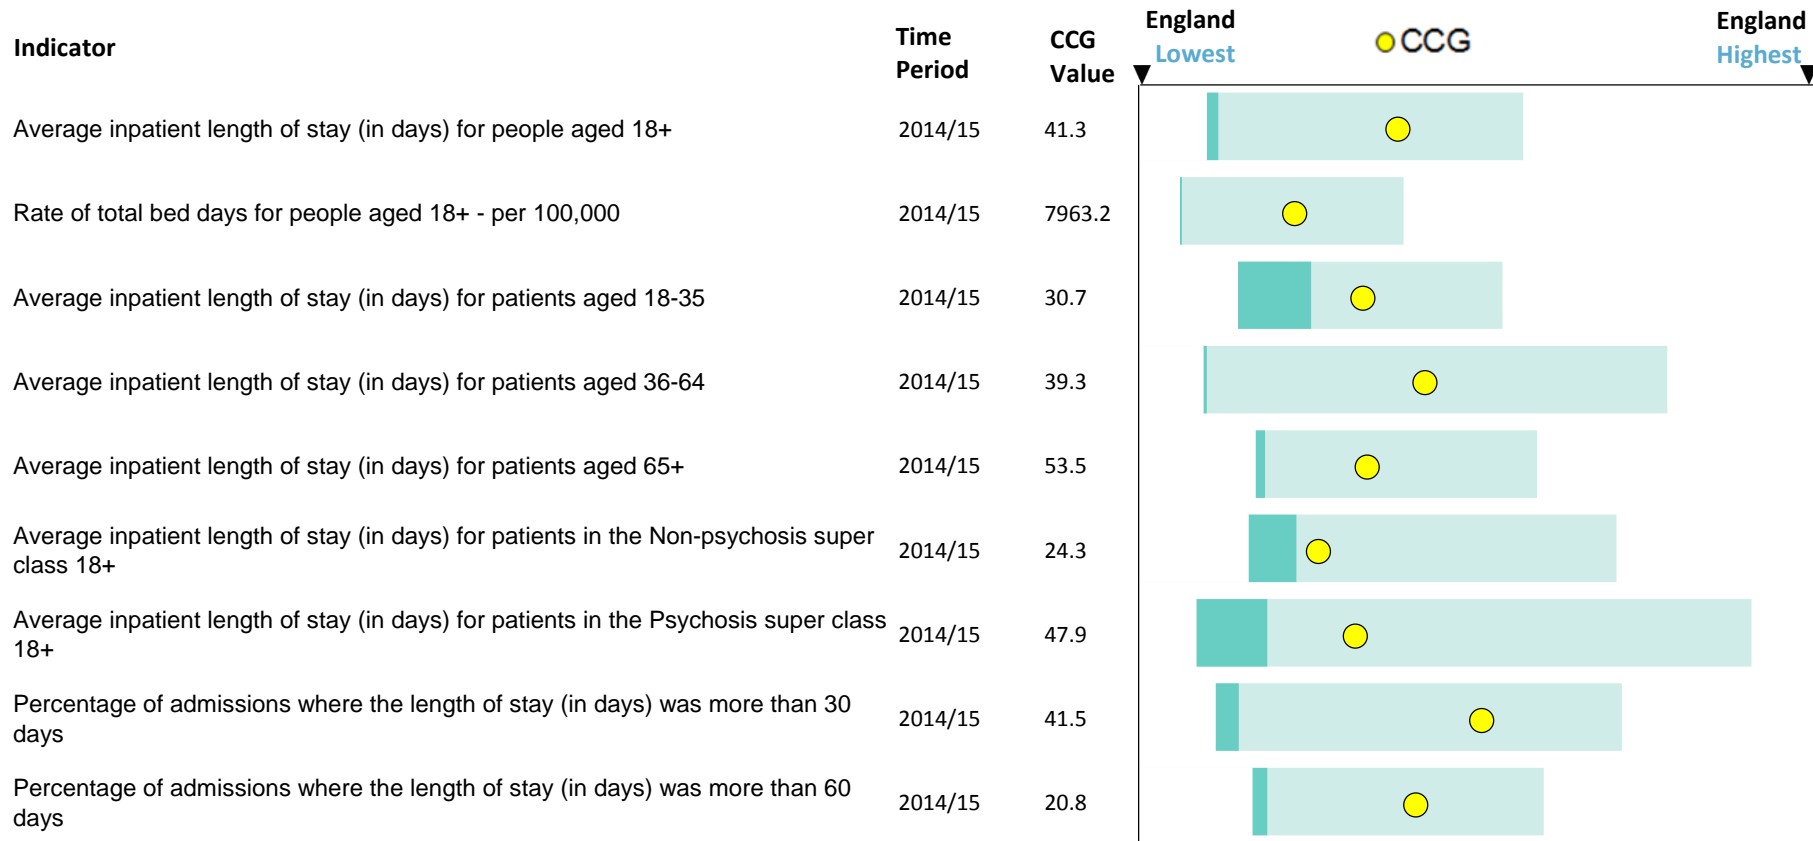 Indicator
Time
Period
CCG
Value
England
Lowest
CCG
England
Highest
Average inpatient length of stay (in days) for people aged 18+ 2014/15 41.3
Rate of total bed days for people aged 18+ - per 100,000 2014/15 7963.2
Average inpatient length of stay (in days) for patients aged 18-35 2014/15 30.7
Average inpatient length of stay (in days) for patients aged 36-64 2014/15 39.3
Average inpatient length of stay (in days) for patients aged 65+ 2014/15 53.5
Average inpatient length of stay (in days) for patients in the Non-psychosis super
class 18+ 2014/15 24.3
Average inpatient length of stay (in days) for patients in the Psychosis super class
18+ 2014/15 47.9
Percentage of admissions where the length of stay (in days) was more than 30
days 2014/15 41.5
Percentage of admissions where the length of stay (in days) was more than 60
days 2014/15 20.8